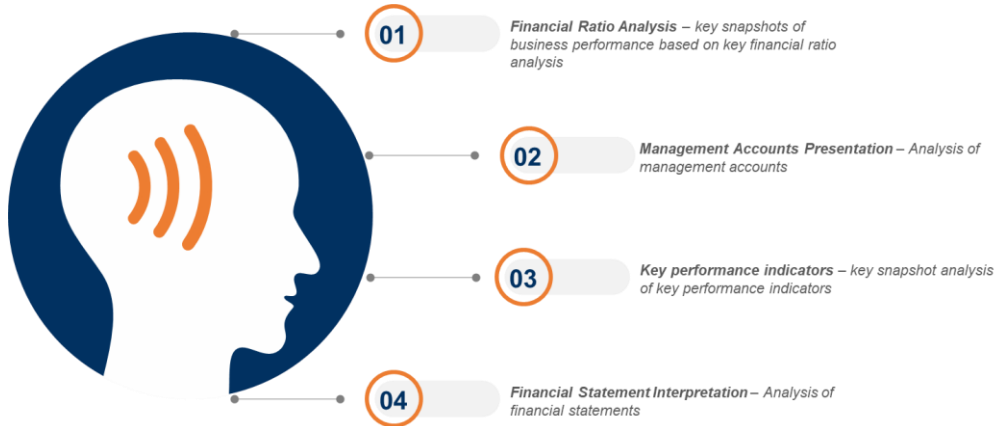 01
Financial Ratio Analysis – key snapshots of
business performance based on key financial ratio
analysis
02
Management Accounts Presentation – Analysis of
management accounts
03
Key performance indicators – key snapshot analysis
of key performance indicators
04
Financial Statement Interpretation – Analysis of
financial statements